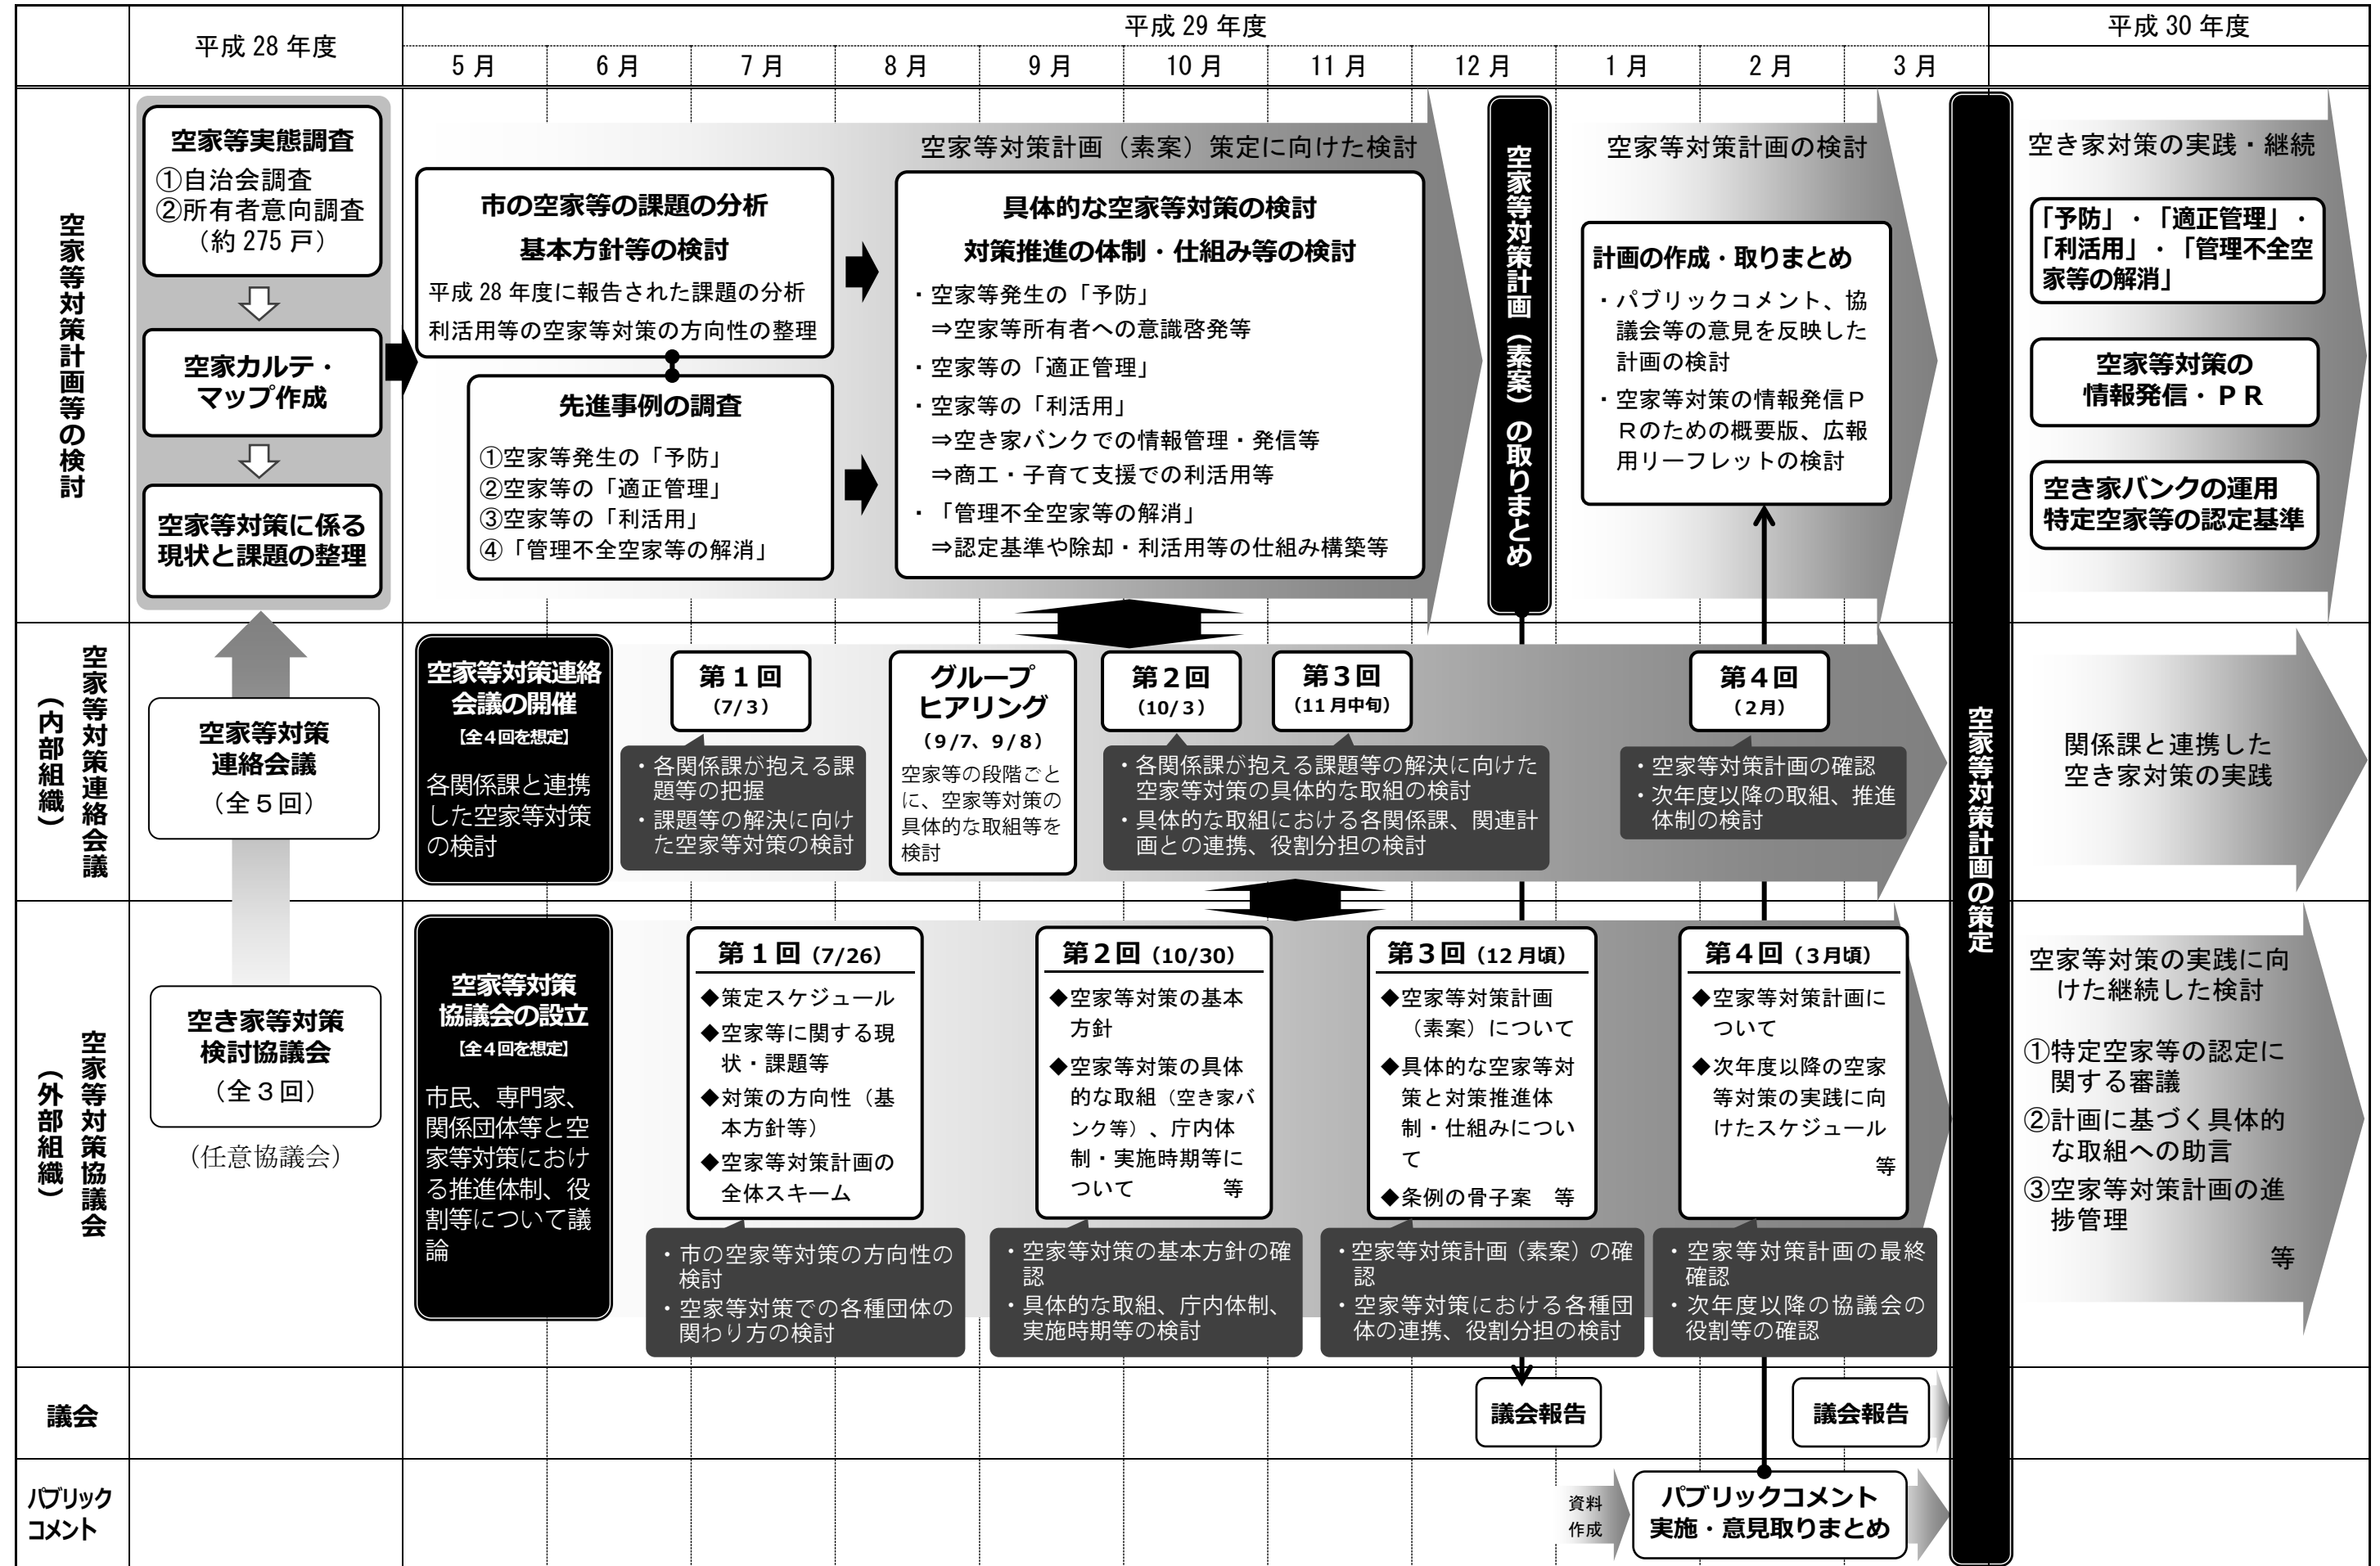 平成 28 年度
平成 29 年度
平成 30 年度
5 月
6 月
7 月
8 月
9 月
10 月
11 月
12 月
1 月
2 月
3 月
空家等対策計画等の検討
空家等実態調査
①自治会調査
②所有者意向調査
（約 275 戸）
空家カルテ・
マップ作成
空家等対策に係る
現状と課題の整理
空家等対策計画（素案）策定に向けた検討
市の空家等の課題の分析
基本方針等の検討
平成 28 年度に報告された課題の分析
利活用等の空家等対策の方向性の整理
先進事例の調査
①空家等発生の「予防」
②空家等の「適正管理」
③空家等の「利活用」
④「管理不全空家等の解消」
具体的な空家等対策の検討
対策推進の体制・仕組み等の検討
・空家等発生の「予防」
⇒空家等所有者への意識啓発等
・空家等の「適正管理」
・空家等の「利活用」
⇒空き家バンクでの情報管理・発信等
⇒商工・子育て支援での利活用等
・「管理不全空家等の解消」
⇒認定基準や除却・利活用等の仕組み構築等
空家等対策計画（素案）の取りまとめ
空家等対策計画の検討
計画の作成・取りまとめ
・パブリックコメント、協
議会等の意見を反映した
計画の検討
・空家等対策の情報発信Ｐ
Ｒのための概要版、広報
用リーフレットの検討
空家等対策計画の策定
空き家対策の実践・継続
「予防」・「適正管理」・
「利活用」・「管理不全空
家等の解消」
空家等対策の
情報発信・ＰＲ
空き家バンクの運用
特定空家等の認定基準
空家等対策連絡会議
（内部組織）
空家等対策
連絡会議
（全５回）
空家等対策連絡
会議の開催
【全４回を想定】
各関係課と連携
した空家等対策
の検討
第１回
（7/３）
・各関係課が抱える課
題等の把握
・課題等の解決に向け
た空家等対策の検討
グループ
ヒアリング
（9/7、9/８）
空家等の段階ごと
に、空家等対策の
具体的な取組等を
検討
第２回
（10/３）
第３回
（11 月中旬）
・各関係課が抱える課題等の解決に向けた
空家等対策の具体的な取組の検討
・具体的な取組における各関係課、関連計
画との連携、役割分担の検討
第４回
（２月）
・空家等対策計画の確認
・次年度以降の取組、推進
体制の検討
関係課と連携した
空き家対策の実践
空家等対策協議会
（外部組織）
空き家等対策
検討協議会
（全３回）
（任意協議会）
空家等対策
協議会の設立
【全４回を想定】
市民、専門家、
関係団体等と空
家等対策におけ
る推進体制、役
割等について議
論
第１回（7/26）
◆策定スケジュール
◆空家等に関する現
状・課題等
◆対策の方向性（基
本方針等）
◆空家等対策計画の
全体スキーム
・市の空家等対策の方向性の
検討
・空家等対策での各種団体の
関わり方の検討
第２回（10/30）
◆空家等対策の基本
方針
◆空家等対策の具体
的な取組（空き家バ
ンク等）、庁内体
制・実施時期等に
ついて　等
・空家等対策の基本方針の確
認
・具体的な取組、庁内体制、
実施時期等の検討
第３回（12 月頃）
◆空家等対策計画
（素案）について
◆具体的な空家等対
策と対策推進体
制・仕組みについ
て
◆条例の骨子案　等
・空家等対策計画（素案）の確
認
・空家等対策における各種団
体の連携、役割分担の検討
第４回（３月頃）
◆空家等対策計画に
ついて
◆次年度以降の空家
等対策の実践に向
けたスケジュール
等
・空家等対策計画の最終
確認
・次年度以降の協議会の
役割等の確認
空家等対策の実践に向
けた継続した検討
①特定空家等の認定に
関する審議
②計画に基づく具体的
な取組への助言
③空家等対策計画の進
捗管理
等
議会
議会報告
議会報告
パブリック
コメント
資料
作成
パブリックコメント
実施・意見取りまとめ